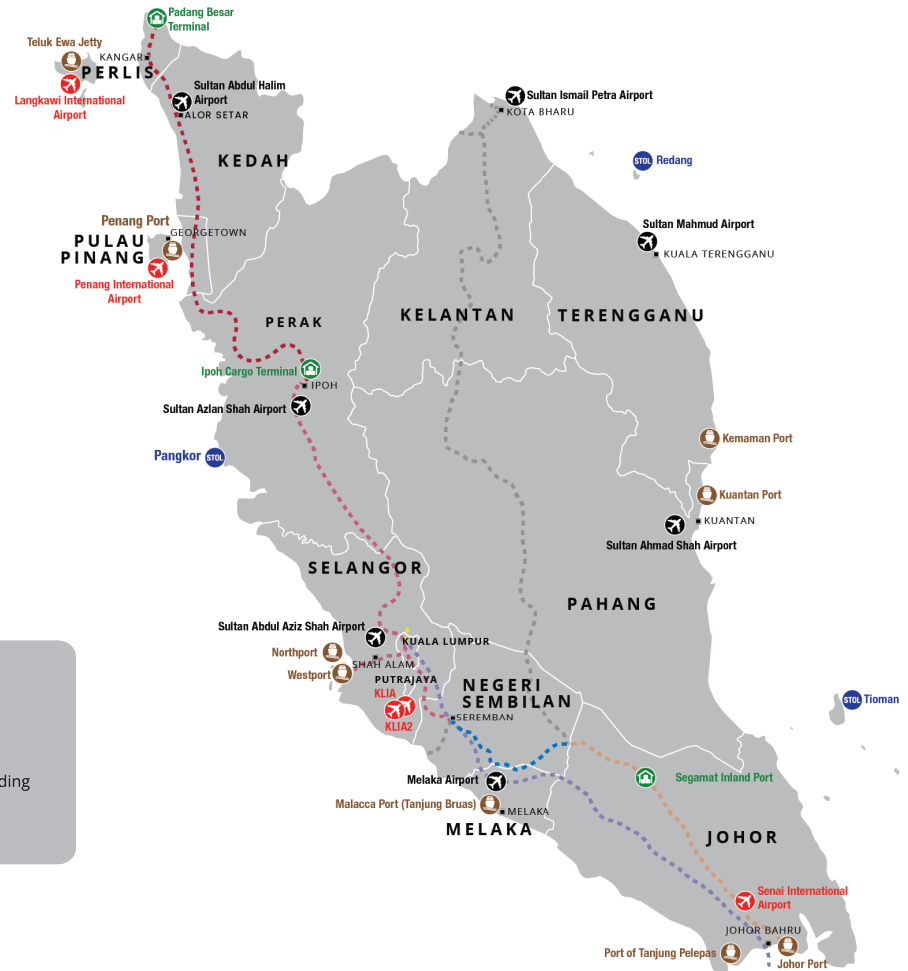 Padang Besar
Terminal
Teluk Ewa Jetty
KANGAR
PERLIS
Langkawi International
Airport
Sultan Abdul Halim
Airport
ALOR SETAR
Sultan Ismail Petra Airport
KOTA BHARU
KEDAH
STOL
Redang
Penang Port
GEORGETOWN
PULAU
PINANG
Penang International
Airport
Sultan Mahmud Airport
KUALA TERENGGANU
PERAK
KELANTAN
TERENGGANU
Ipoh Cargo Terminal
IPOH
Sultan Azlan Shah Airport
Pangkor
STOL
Kemaman Port
Kuantan Port
KUANTAN
Sultan Ahmad Shah Airport
SELANGOR
PAHANG
Sultan Abdul Aziz Shah Airport
KUALA LUMPUR
Northport
SHAH ALAM
Westport
PUTRAJAYA
KLIA
KLIA2
NEGERI
SEMBILAN
SEREMBAN
STOL
Tioman
ding
Melaka Airport
Segamat Inland Port
Malacca Port (Tanjung Bruas)
MELAKA
MELAKA
JOHOR
Senai International
Airport
JOHOR BAHRU
Port of Tanjung Pelepas
Johor Port